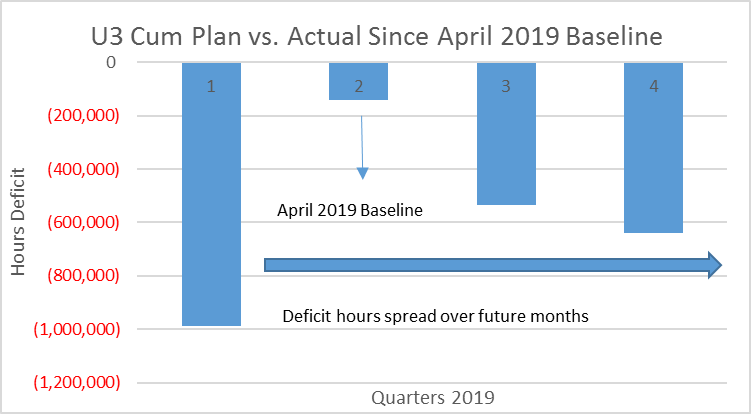 U3 Cum Plan vs. Actual Since April 2019 Baseline
0
1 2 3 4
(200,000)
(400,000)
April 2019 Baseline
(600,000)
(800,000)
Deficit hours spread over future months
(1,000,000)
(1,200,000)
Hours Deficit
Quarters 2019